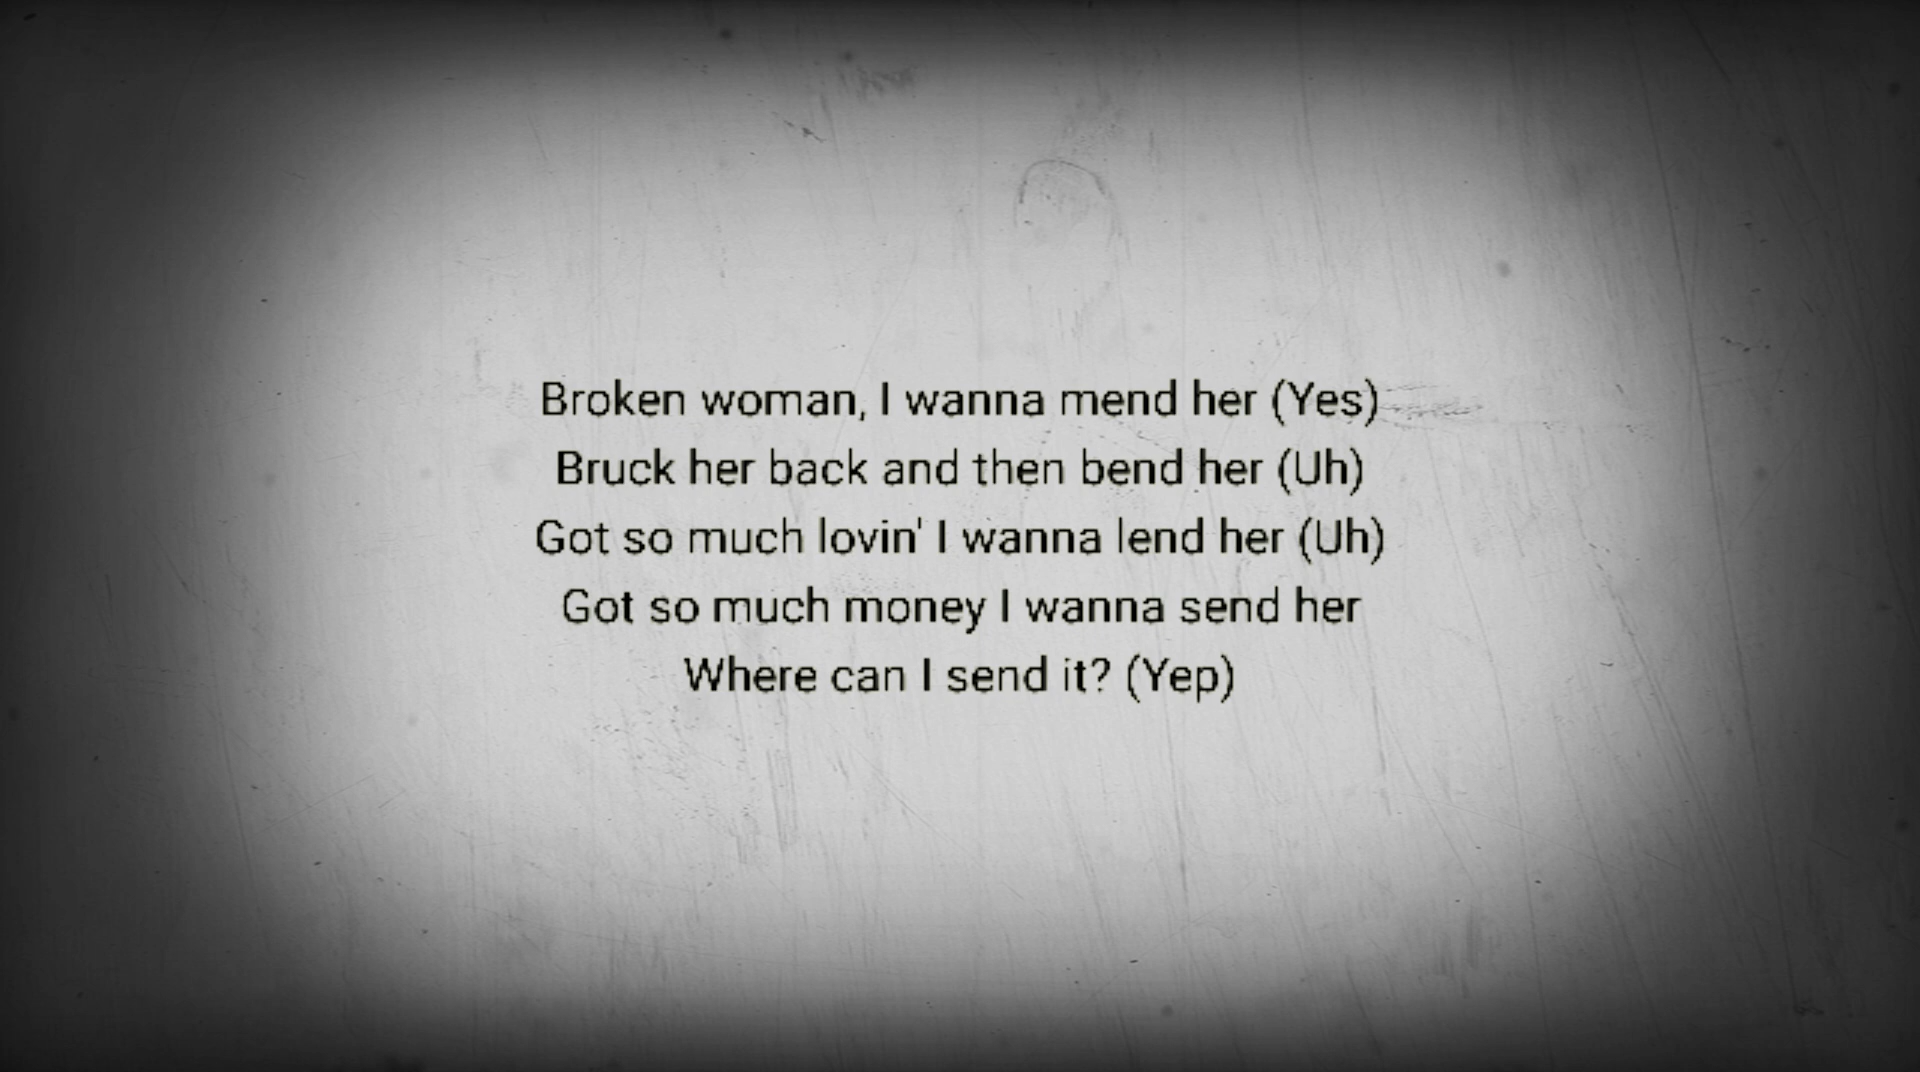 Broken woman, I wanna mend her (Yes)
Bruck her back and then bend her (Uh)
Got so much lovin' I wanna lend her (Uh)
Got so much money I wanna send her
Where can I send it? (Yep)